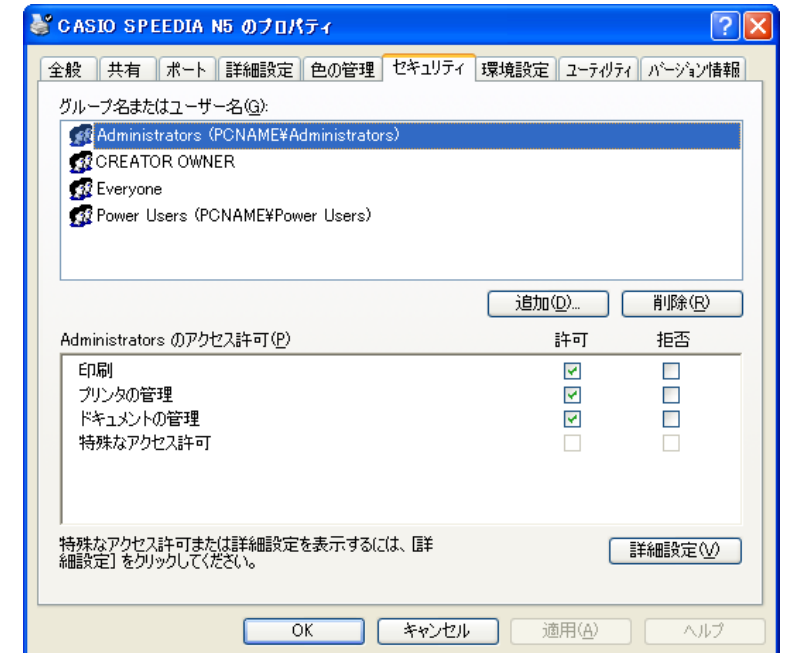 CASIO SPEEDIA N5 のプロパティ
全般 共有 ポート 詳細設定 色の管理 セキュリティ 環境設定 ユーティリティ バージョン情報
グループ名またはユーザー名(G):
Administrators (PCNAME¥Administrators)
CREATOR OWNER
Everyone
Power Users (PCNAME¥Power Users)
追加(D)... 削除(R)
Administrators のアクセス許可(P) 許可 拒否
印刷
プリンタの管理
ドキュメントの管理
特殊なアクセス許可
特殊なアクセス許可または詳細設定を表示するには、[詳
細設定] をクリックしてください。
詳細設定(V)
OK キャンセル 適用(A) ヘルプ